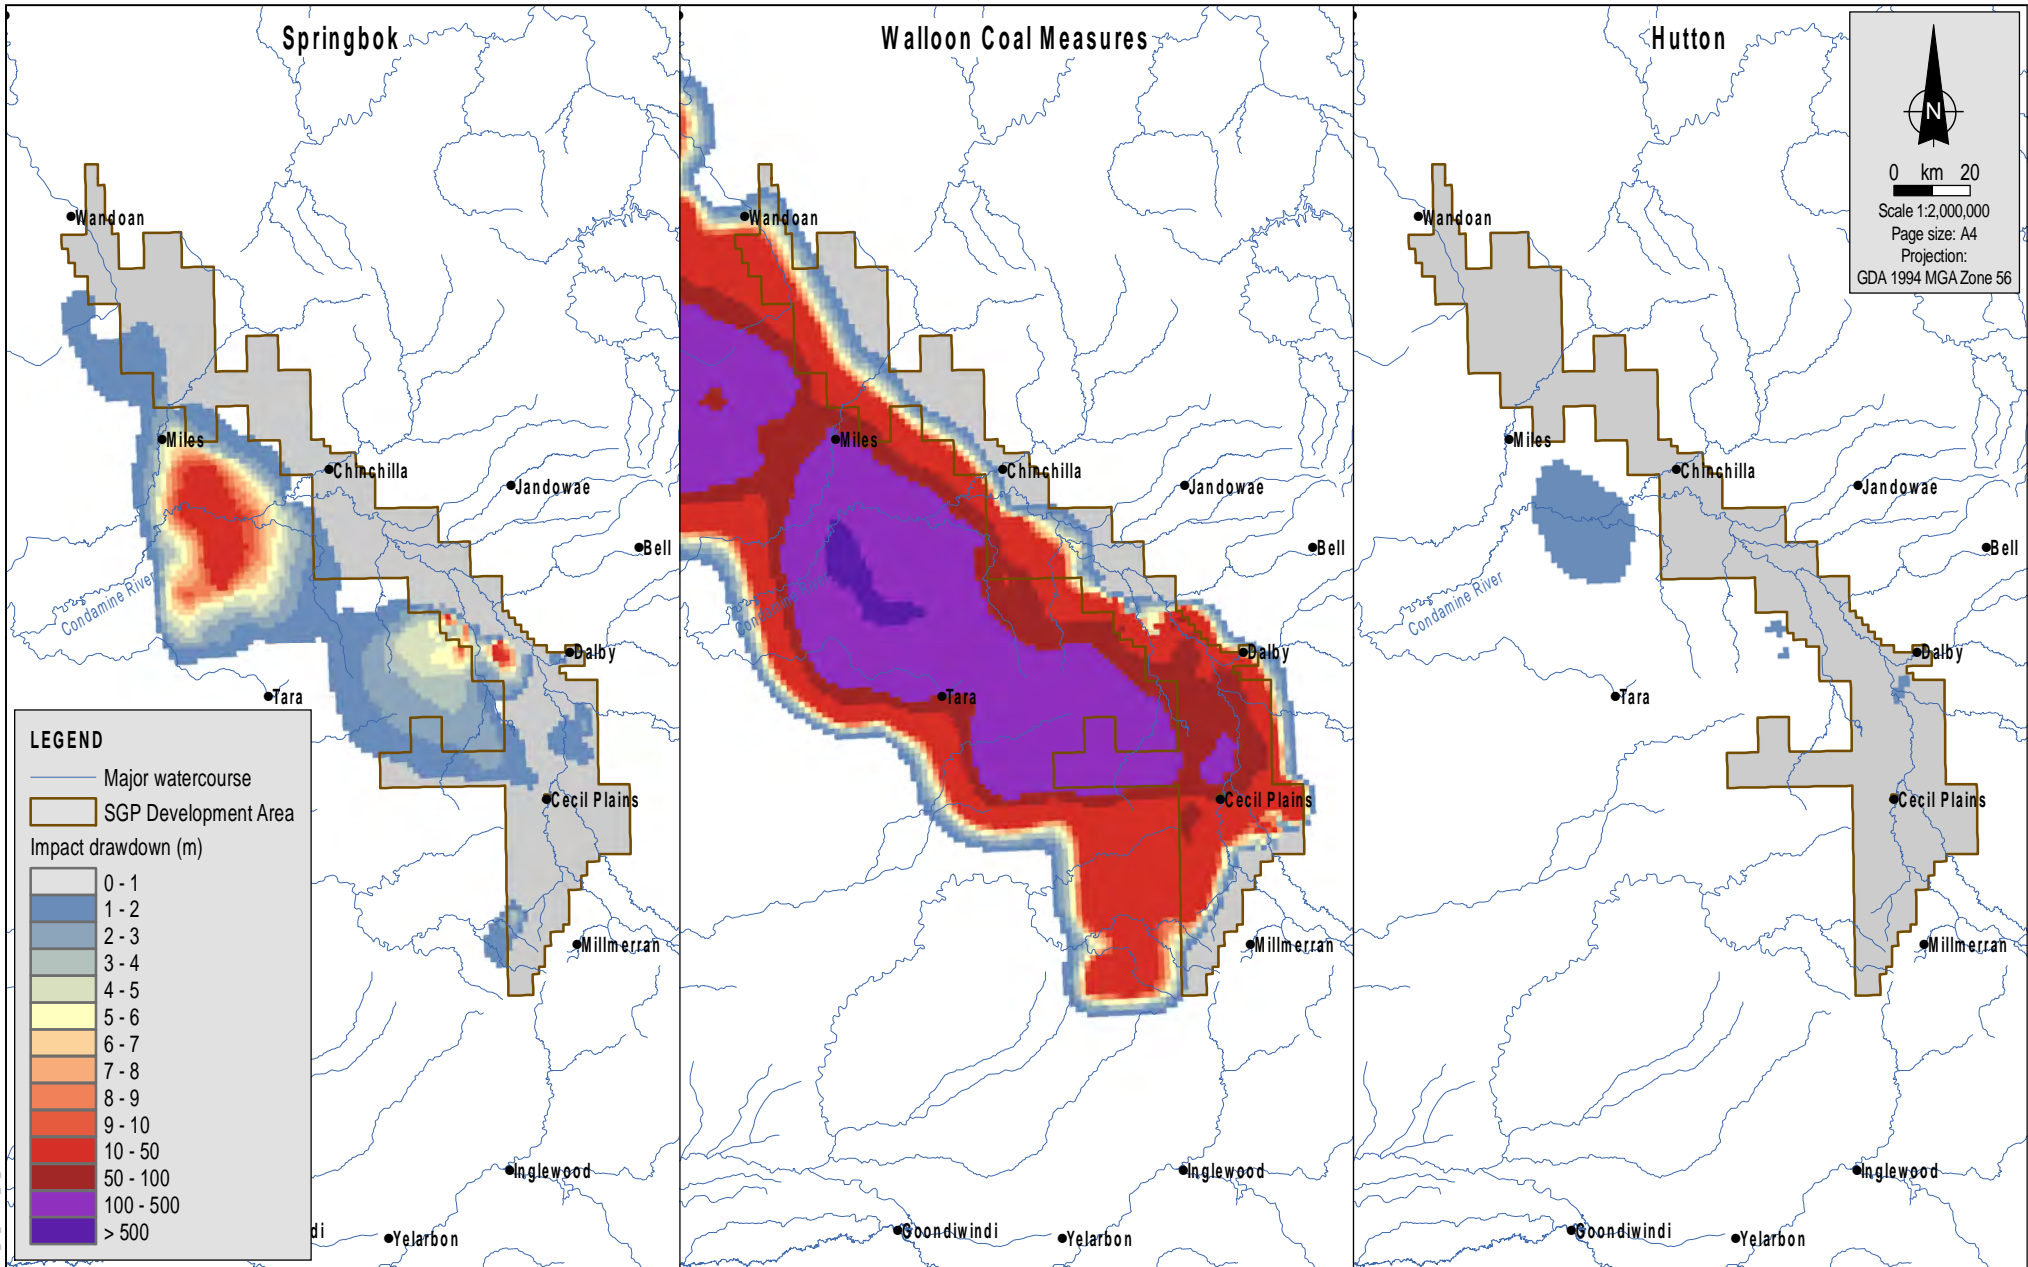 Springbok
Wandoan
Miles
Chinchilla
Jandowae
Bell
Condamine River
Dalby
Tara
Cecil Plains
Millmerran
Inglewood
di
Yelarbon
LEGEND
Major watercourse
SGP Development Area
Impact drawdown (m)
0 - 1
1 - 2
2 - 3
3 - 4
4 - 5
5 - 6
6 - 7
7 - 8
8 - 9
9 - 10
10 - 50
50 - 100
100 - 500
> 500
Walloon Coal Measures
Wandoan
Miles
Chinchilla
Jandowae
Bell
Condamine River
Dalby
Tara
Cecil Plains
Millmerran
Inglewood
Goondiwindi
Yelarbon
Hutton
Wandoan
Miles
Chinchilla
Jandowae
Bell
Condamine River
Dalby
Tara
Cecil Plains
Millmerran
Inglewood
Goondiwindi
Yelarbon
N
0 km 20
Scale 1:2,000,000
Page size: A4
Projection:
GDA 1994 MGA Zone 56